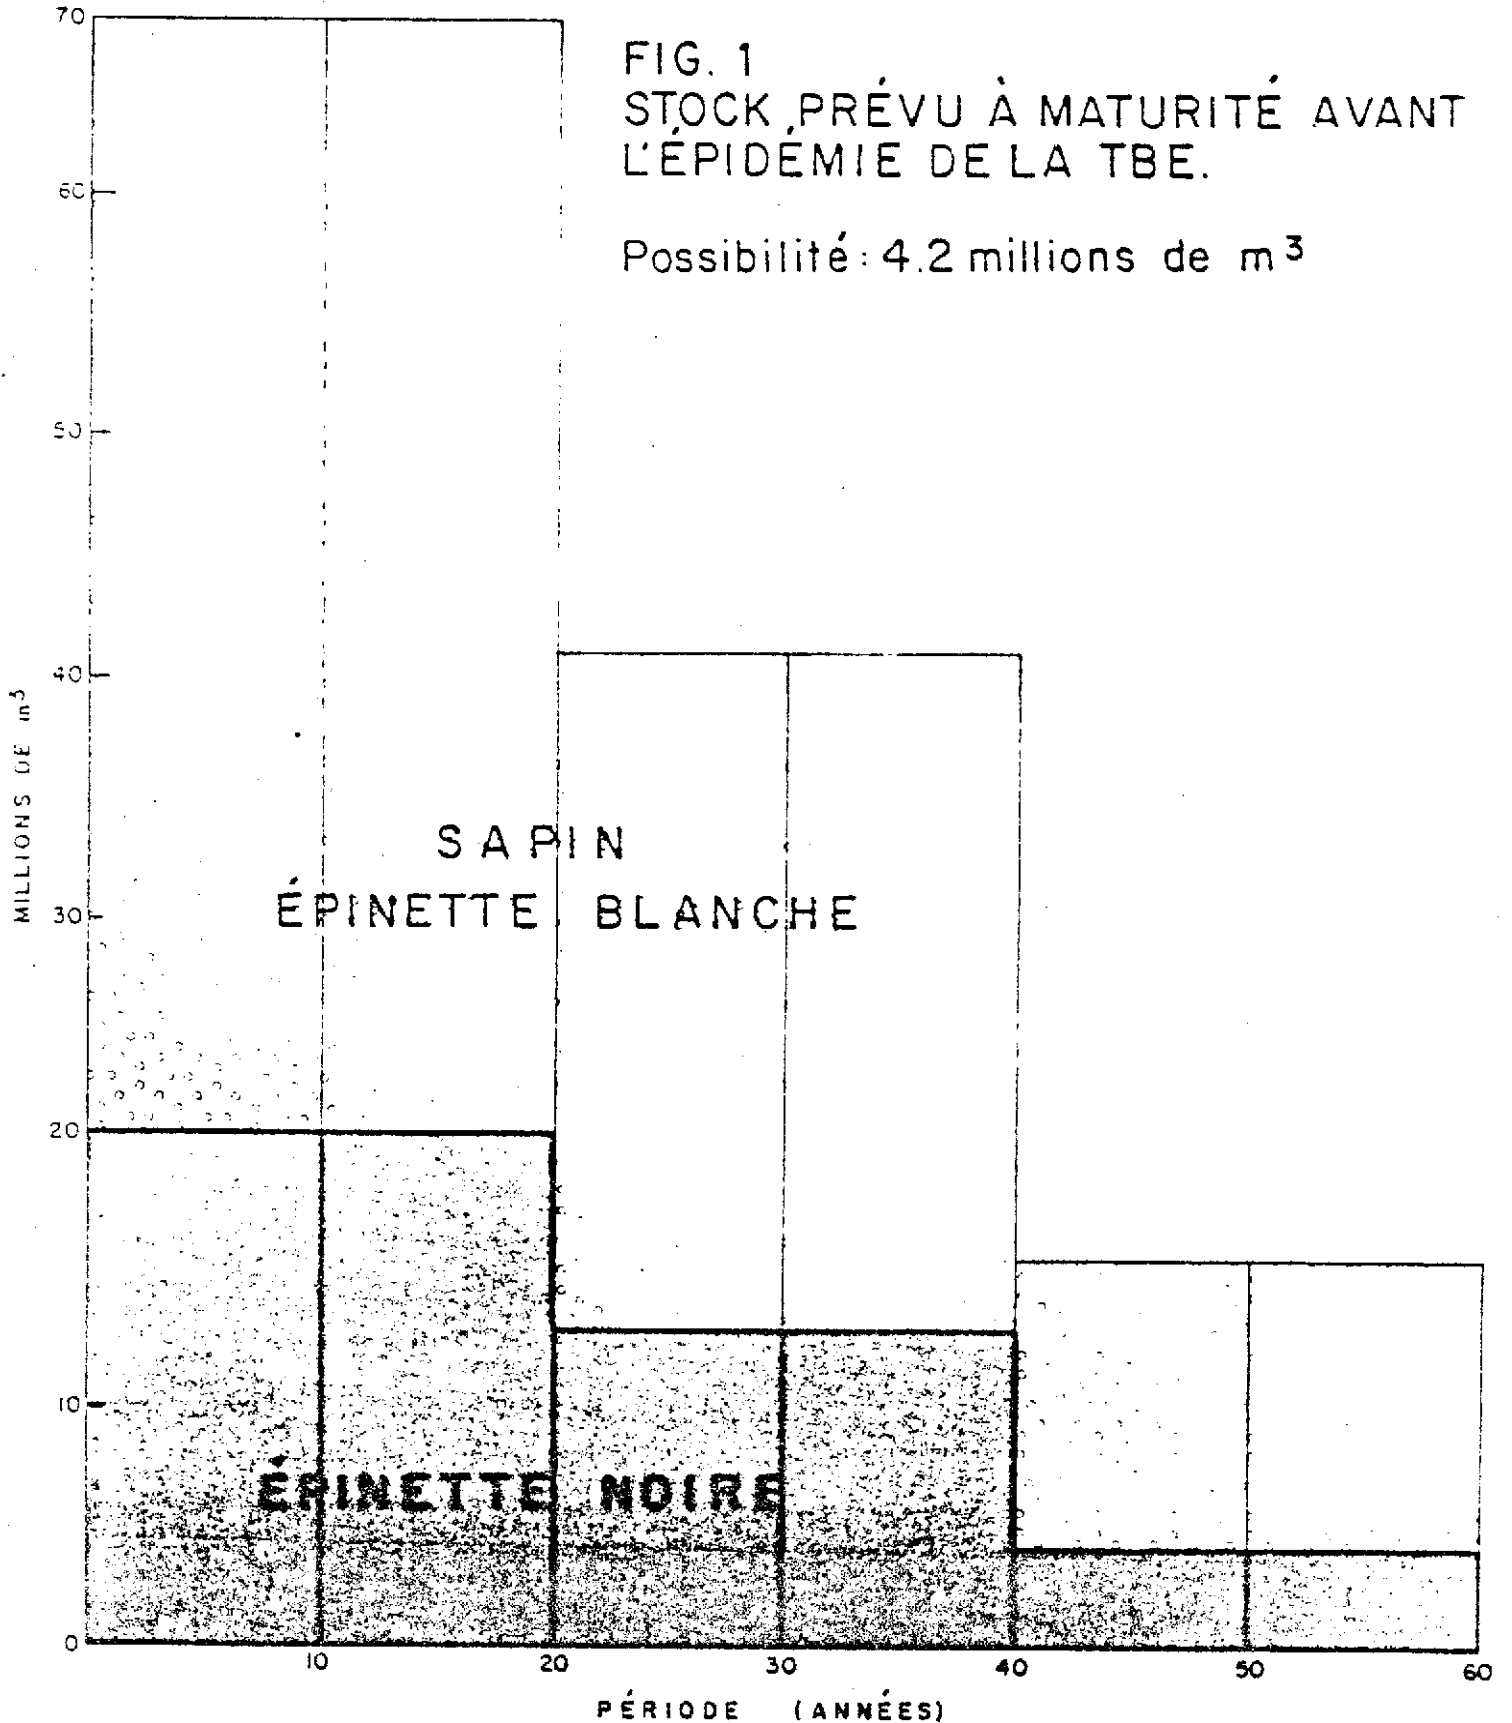 FIG. 1
STOCK PRÉVU À MATURITÉ AVANT
L'ÉPIDÉMIE DE LA TBE.
Possibilité: 4.2 millions de m³
70
60
50
40
30
20
10
0
MILLIONS DE m³
SAPIN
ÉPINETTE BLANCHE
ÉPINETTE NOIRE
10 20 30 40 50 60
PÉRIODE (ANNÉES)